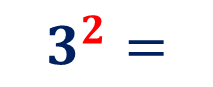 3² =